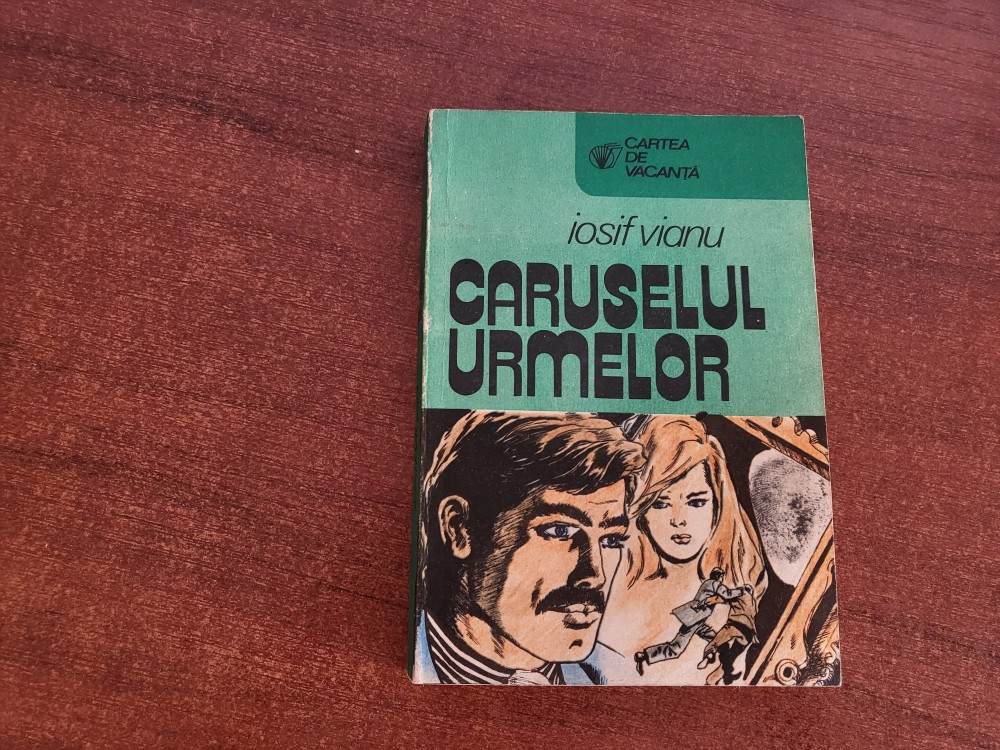 CARTEA
DE
VACANȚĂ
iosif vianu
CARUSELUL
URMELOR